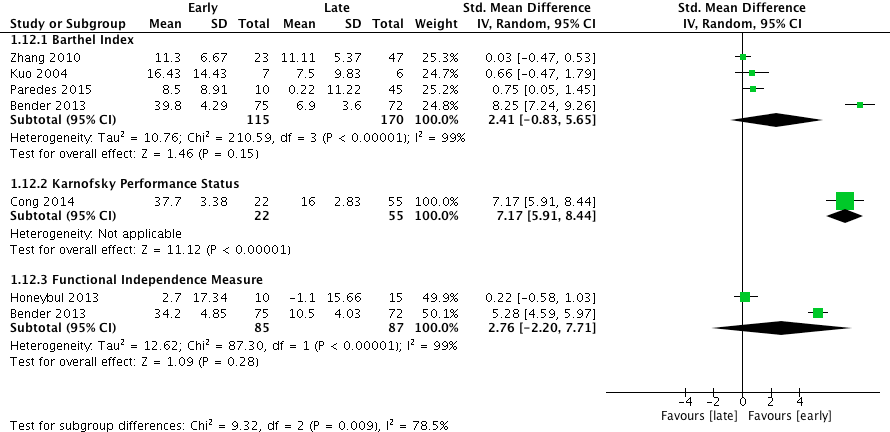 Early Late Std. Mean Difference Std. Mean Difference
Study or Subgroup Mean SD Total Mean SD Total Weight IV, Random, 95% CI IV, Random, 95% CI
1.12.1 Barthel Index
Zhang 2010 11.3 6.67 23 11.11 5.37 47 25.3% 0.03 [-0.47, 0.53]
Kuo 2004 16.43 14.43 7 7.5 9.83 6 24.7% 0.66 [-0.47, 1.79]
Paredes 2015 8.5 8.91 10 0.22 11.22 45 25.2% 0.75 [0.05, 1.45]
Bender 2013 39.8 4.29 75 6.9 3.6 72 24.8% 8.25 [7.24, 9.26]
Subtotal (95% CI) 115 170 100.0% 2.41 [-0.83, 5.65]
Heterogeneity: Tau² = 10.76; Chi² = 210.59, df = 3 (P < 0.00001); I² = 99%
Test for overall effect: Z = 1.46 (P = 0.15)
1.12.2 Karnofsky Performance Status
Cong 2014 37.7 3.38 22 16 2.83 55 100.0% 7.17 [5.91, 8.44]
Subtotal (95% CI) 22 55 100.0% 7.17 [5.91, 8.44]
Heterogeneity: Not applicable
Test for overall effect: Z = 11.12 (P < 0.00001)
1.12.3 Functional Independence Measure
Honeybul 2013 2.7 17.34 10 -1.1 15.66 15 49.9% 0.22 [-0.58, 1.03]
Bender 2013 34.2 4.85 75 10.5 4.03 72 50.1% 5.28 [4.59, 5.97]
Subtotal (95% CI) 85 87 100.0% 2.76 [-2.20, 7.71]
Heterogeneity: Tau² = 12.62; Chi² = 87.30, df = 1 (P < 0.00001); I² = 99%
Test for overall effect: Z = 1.09 (P = 0.28)
-4 -2 0 2 4
Favours [late] Favours [early]
Test for subgroup differences: Chi² = 9.32, df = 2 (P = 0.009), I² = 78.5%